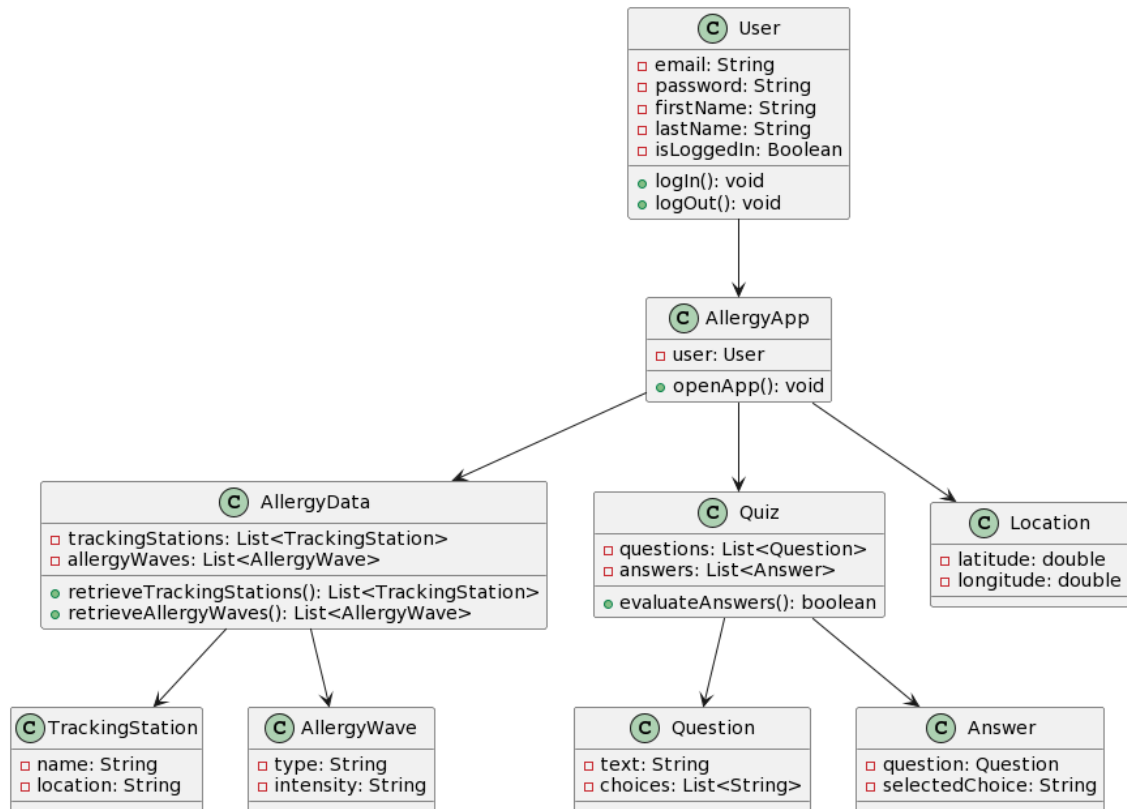 C User
email: String
password: String
firstName: String
lastName: String
isLoggedIn: Boolean
logIn(): void
logOut(): void
C AllergyApp
user: User
openApp(): void
C AllergyData
trackingStations: List<TrackingStation>
allergyWaves: List<AllergyWave>
retrieveTrackingStations(): List<TrackingStation>
retrieveAllergyWaves(): List<AllergyWave>
C Quiz
questions: List<Question>
answers: List<Answer>
evaluateAnswers(): boolean
C Location
latitude: double
longitude: double
C TrackingStation
name: String
location: String
C AllergyWave
type: String
intensity: String
C Question
text: String
choices: List<String>
C Answer
question: Question
selectedChoice: String